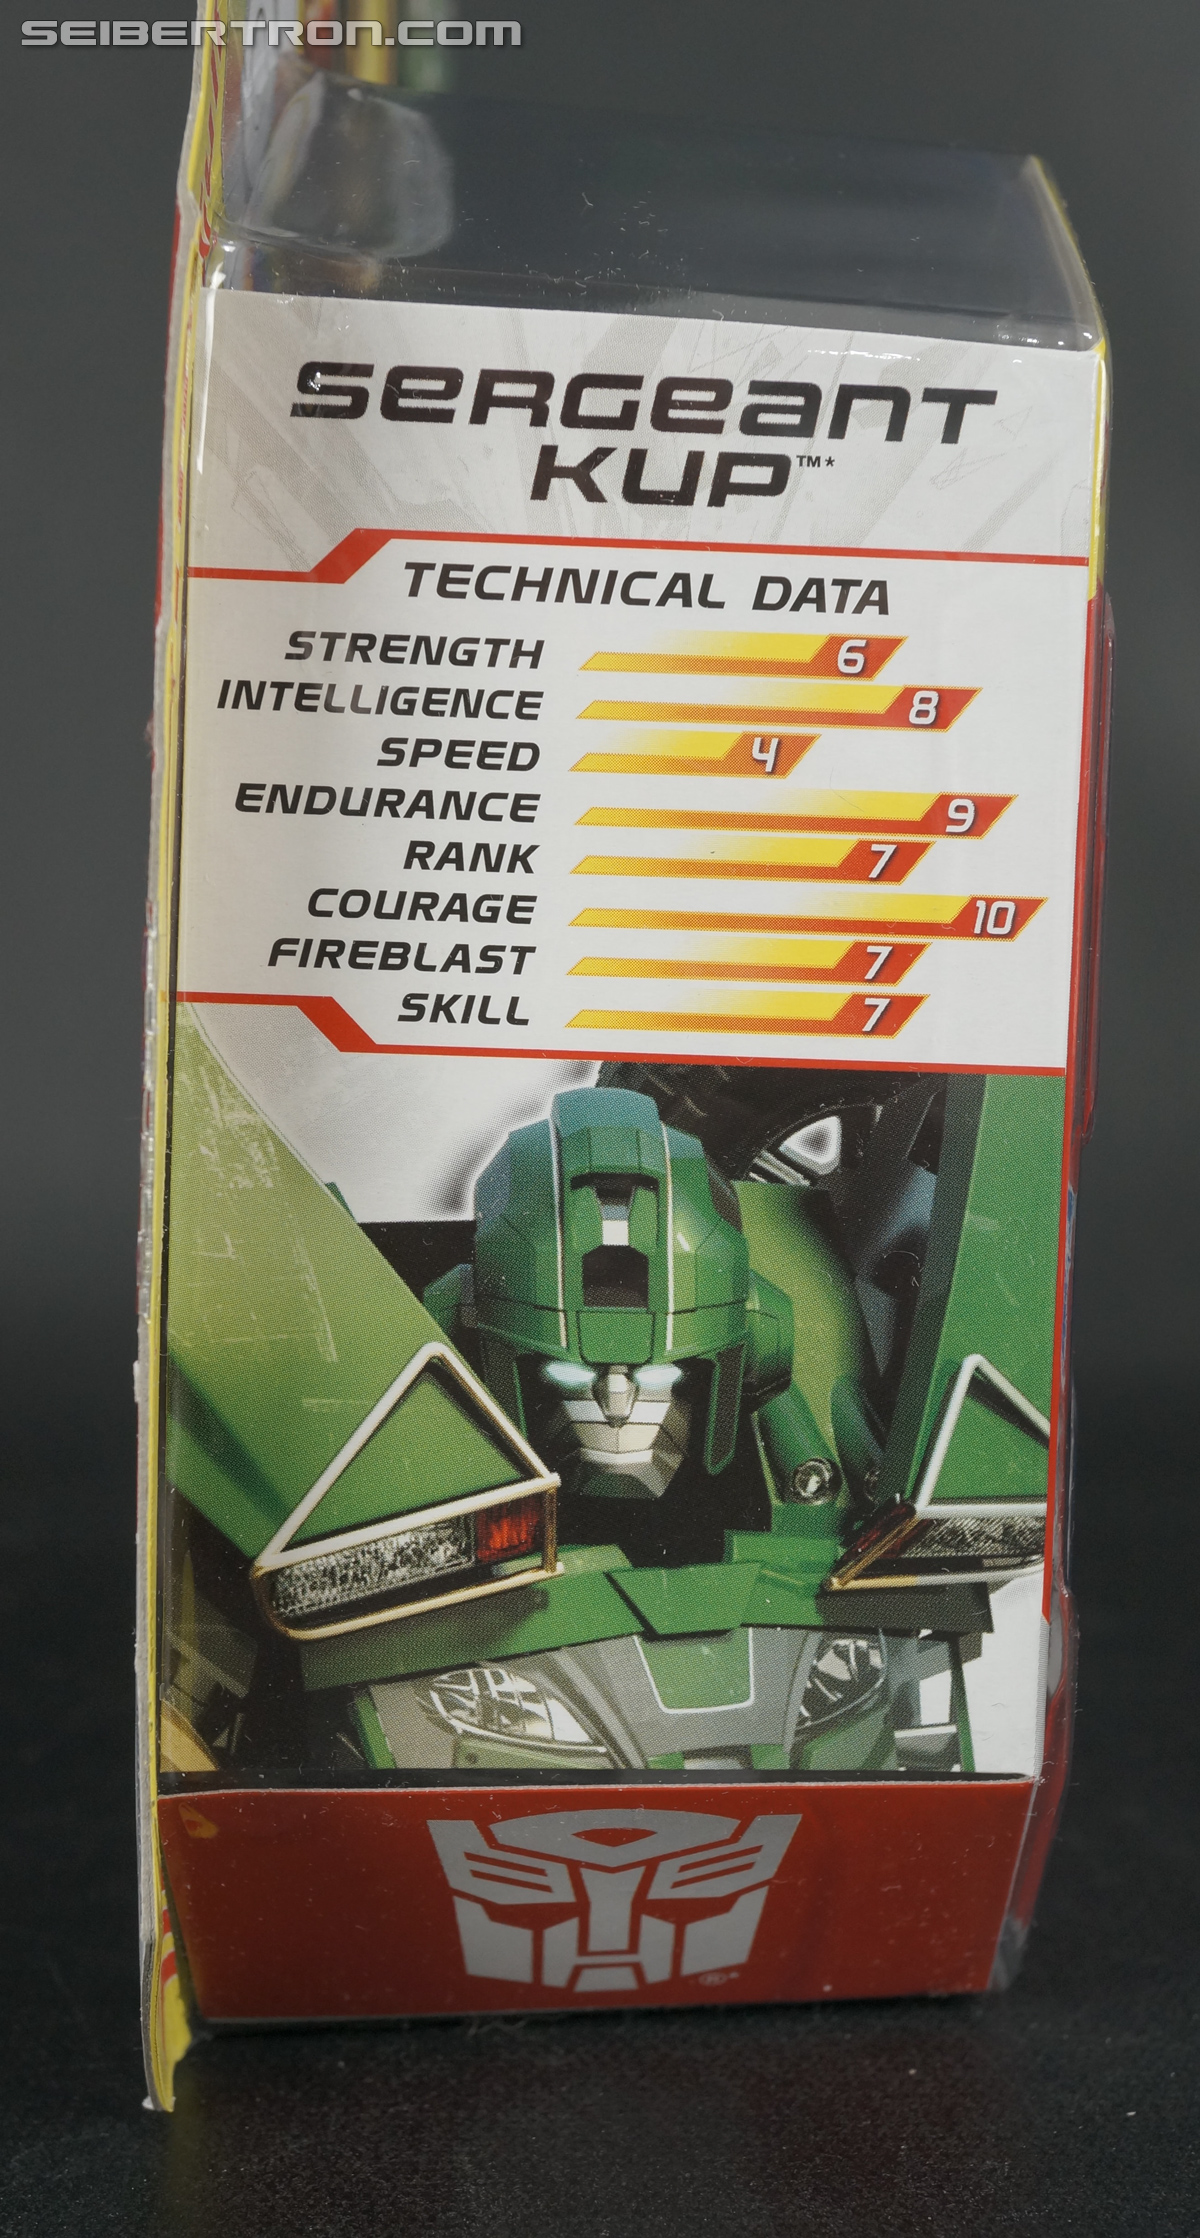 SEIBERTRON.COM
SERGEANT
KUP™*
TECHNICAL DATA
STRENGTH 6
INTELLIGENCE 8
SPEED 4
ENDURANCE 9
RANK 7
COURAGE 10
FIREBLAST 7
SKILL 7
®*